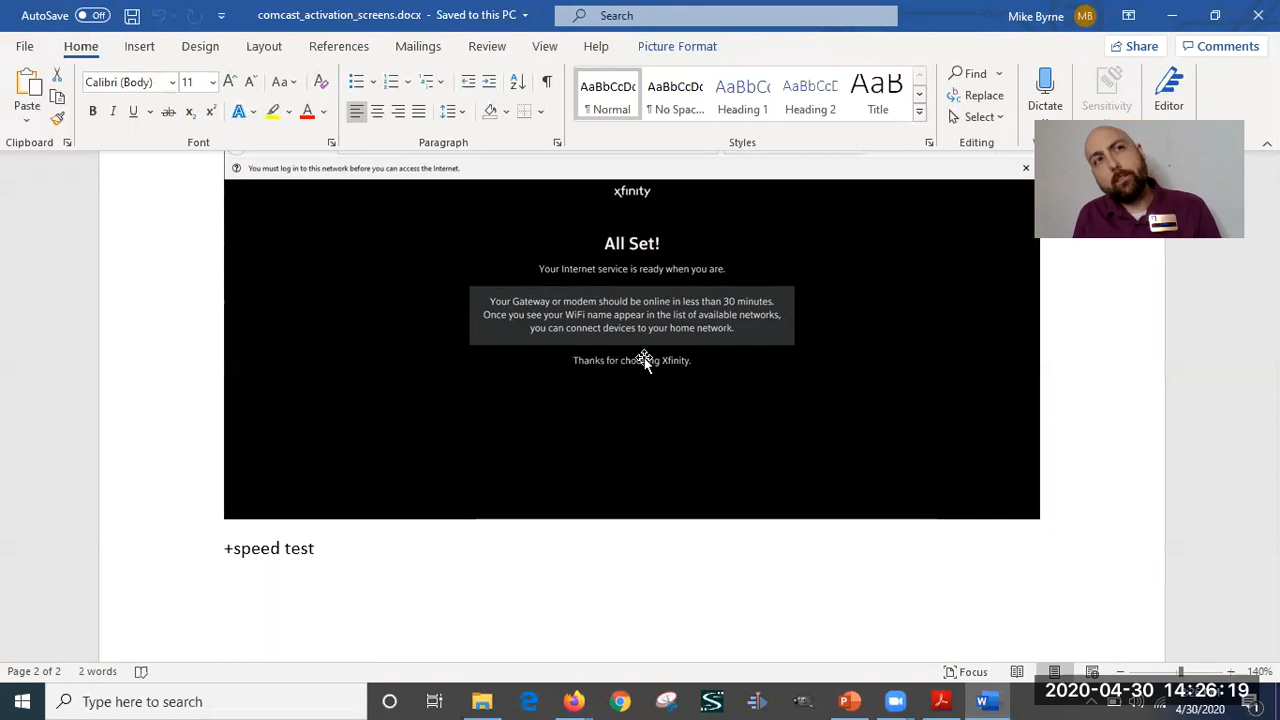 AutoSave Off comcast_activation_screens.docx - Saved to this PC Search Mike Byrne MB
File Home Insert Design Layout References Mailings Review View Help Picture Format Share Comments
Paste
Calibri (Body) 11 Aa
B I U ab x₂ A A
AaBbCcDc AaBbCcDc AaBbCc AaBbCcD AaB
¶ Normal ¶ No Spac... Heading 1 Heading 2 Title
Find
Replace
Select
Dictate Sensitivity Editor
Clipboard Font Paragraph Styles Editing
You must log in to this network before you can access the Internet.
xfinity
All Set!
Your Internet service is ready when you are.
Your Gateway or modem should be online in less than 30 minutes.
Once you see your WiFi name appear in the list of available networks,
you can connect devices to your home network.
Thanks for choosing Xfinity.
+speed test
Page 2 of 2 2 words Focus 140%
Type here to search
2020-04-30 14:26:19
4/30/2020